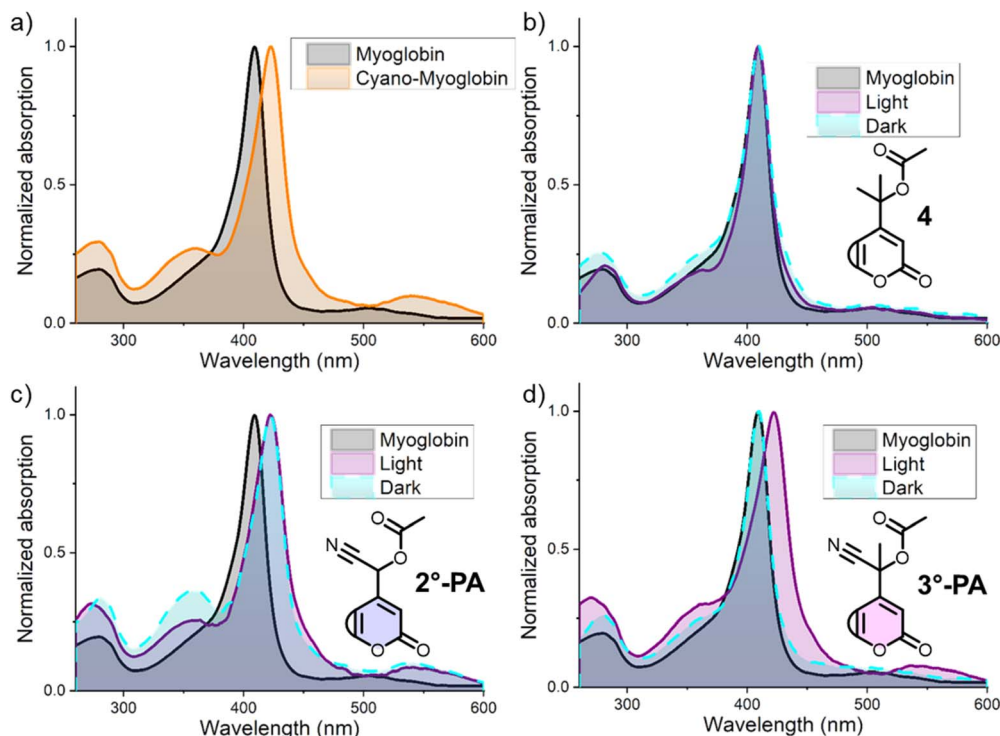 a)
Normalized absorption
1.0
0.5
0.0
300
400
500
600
Wavelength (nm)
Myoglobin
Cyano-Myoglobin
b)
Normalized absorption
1.0
0.5
0.0
300
400
500
600
Wavelength (nm)
Myoglobin
Light
Dark
O
O
4
O
O
c)
Normalized absorption
1.0
0.5
0.0
300
400
500
600
Wavelength (nm)
Myoglobin
Light
Dark
O
N
O
2°-PA
O
O
d)
Normalized absorption
1.0
0.5
0.0
300
400
500
600
Wavelength (nm)
Myoglobin
Light
Dark
O
N
O
3°-PA
O
O